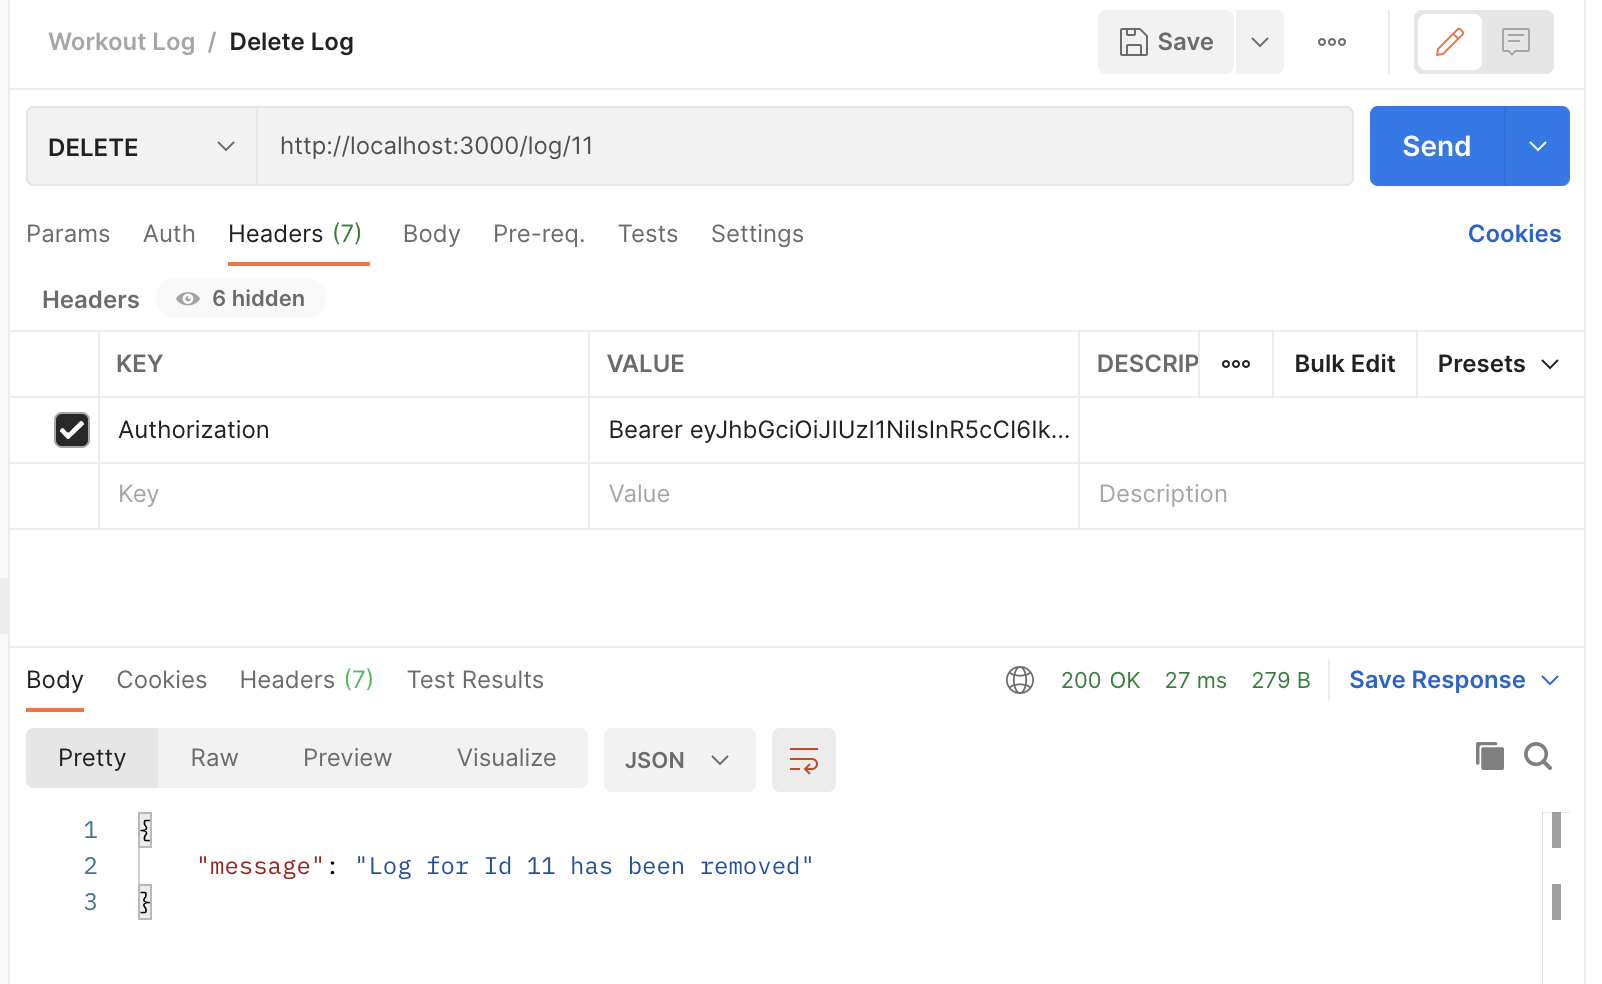 Workout Log / Delete Log
Save
DELETE
http://localhost:3000/log/11
Send
Params Auth Headers (7) Body Pre-req. Tests Settings Cookies
Headers 6 hidden
KEY VALUE DESCRIP Bulk Edit Presets
Authorization Bearer eyJhbGciOiJIUzI1NiIsInR5cCI6Ik...
Key Value Description
Body Cookies Headers (7) Test Results 200 OK 27 ms 279 B Save Response
Pretty Raw Preview Visualize JSON
1 {
2 "message": "Log for Id 11 has been removed"
3 }